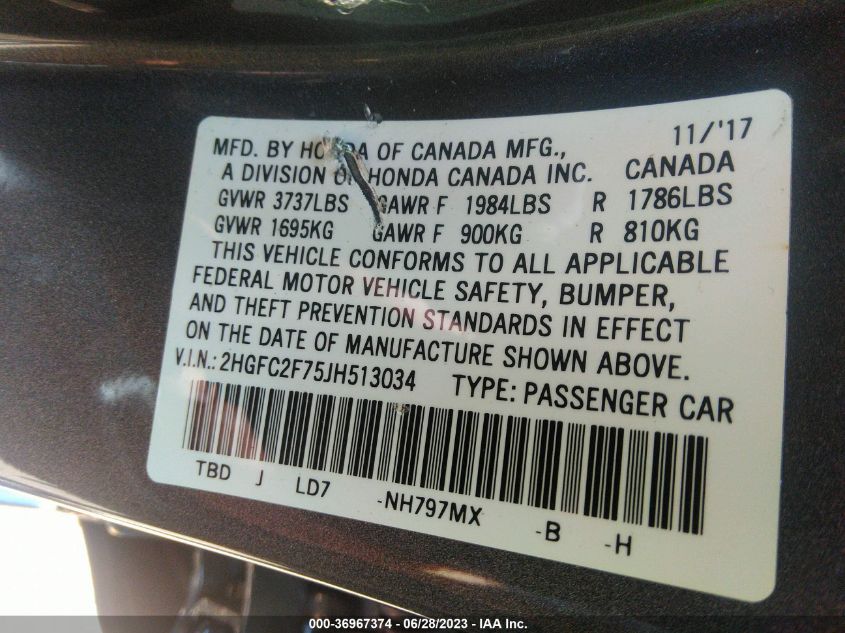 11/'17
MFD. BY HONDA OF CANADA MFG.,
A DIVISION OF HONDA CANADA INC. CANADA
GVWR 3737LBS GAWR F 1984LBS R 1786LBS
GVWR 1695KG GAWR F 900KG R 810KG
THIS VEHICLE CONFORMS TO ALL APPLICABLE
FEDERAL MOTOR VEHICLE SAFETY, BUMPER,
AND THEFT PREVENTION STANDARDS IN EFFECT
ON THE DATE OF MANUFACTURE SHOWN ABOVE.
V.I.N.: 2HGFC2F75JH513034 TYPE: PASSENGER CAR
TBD J LD7 -NH797MX -B -H
000-36967374 / 06/28/2023 - IAA Inc.